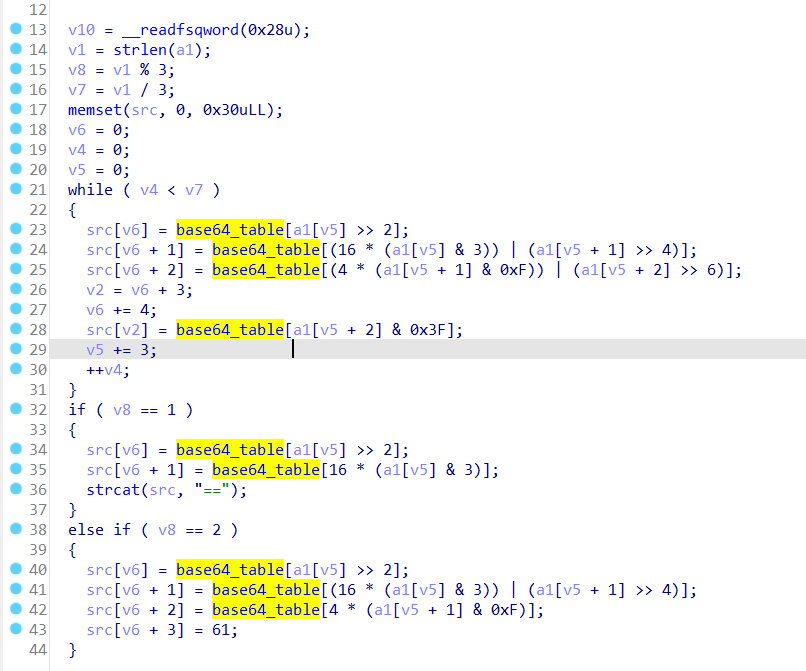 12
13 v10 = __readfsqword(0x28u);
14 v1 = strlen(a1);
15 v8 = v1 % 3;
16 v7 = v1 / 3;
17 memset(src, 0, 0x30uLL);
18 v6 = 0;
19 v4 = 0;
20 v5 = 0;
21 while ( v4 < v7 )
22 {
23 src[v6] = base64_table[a1[v5] >> 2];
24 src[v6 + 1] = base64_table[(16 * (a1[v5] & 3)) | (a1[v5 + 1] >> 4)];
25 src[v6 + 2] = base64_table[(4 * (a1[v5 + 1] & 0xF)) | (a1[v5 + 2] >> 6)];
26 v2 = v6 + 3;
27 v6 += 4;
28 src[v2] = base64_table[a1[v5 + 2] & 0x3F];
29 v5 += 3;
30 ++v4;
31 }
32 if ( v8 == 1 )
33 {
34 src[v6] = base64_table[a1[v5] >> 2];
35 src[v6 + 1] = base64_table[16 * (a1[v5] & 3)];
36 strcat(src, "==");
37 }
38 else if ( v8 == 2 )
39 {
40 src[v6] = base64_table[a1[v5] >> 2];
41 src[v6 + 1] = base64_table[(16 * (a1[v5] & 3)) | (a1[v5 + 1] >> 4)];
42 src[v6 + 2] = base64_table[4 * (a1[v5 + 1] & 0xF)];
43 src[v6 + 3] = 61;
44 }